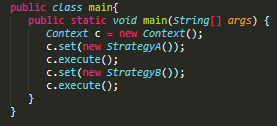 public class main{
public static void main(String[] args) {
Context c = new Context();
c.set(new StrategyA());
c.execute();
c.set(new StrategyB());
c.execute();
}
}